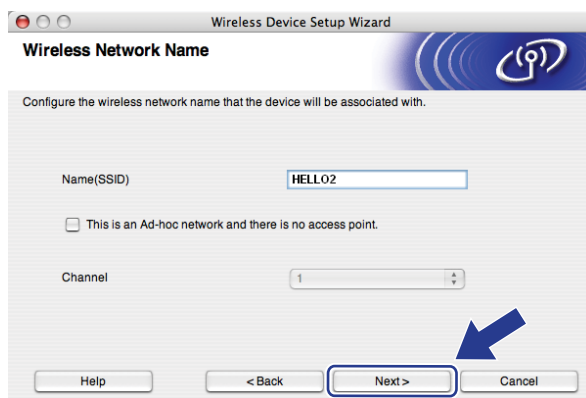 Wireless Device Setup Wizard
Wireless Network Name
Configure the wireless network name that the device will be associated with.
Name(SSID) HELLO2
This is an Ad-hoc network and there is no access point.
Channel 1
Help <Back Next> Cancel